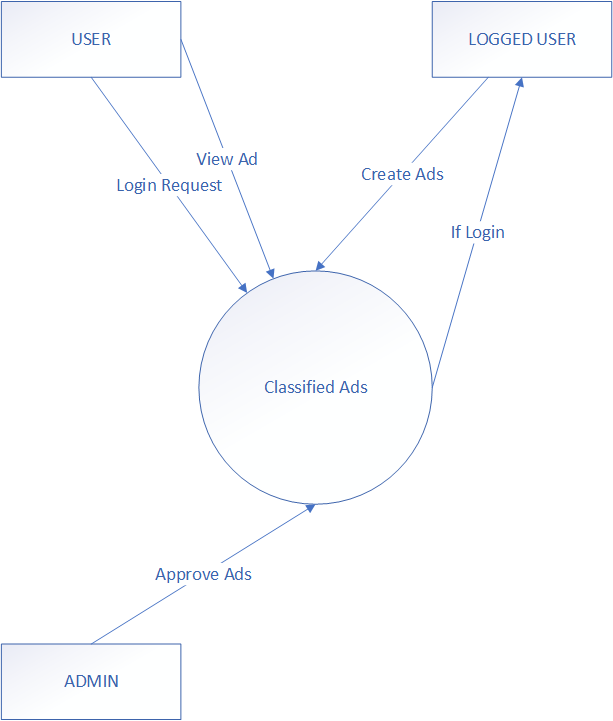 USER
LOGGED USER
View Ad
Login Request
Create Ads
If Login
Classified Ads
Approve Ads
ADMIN